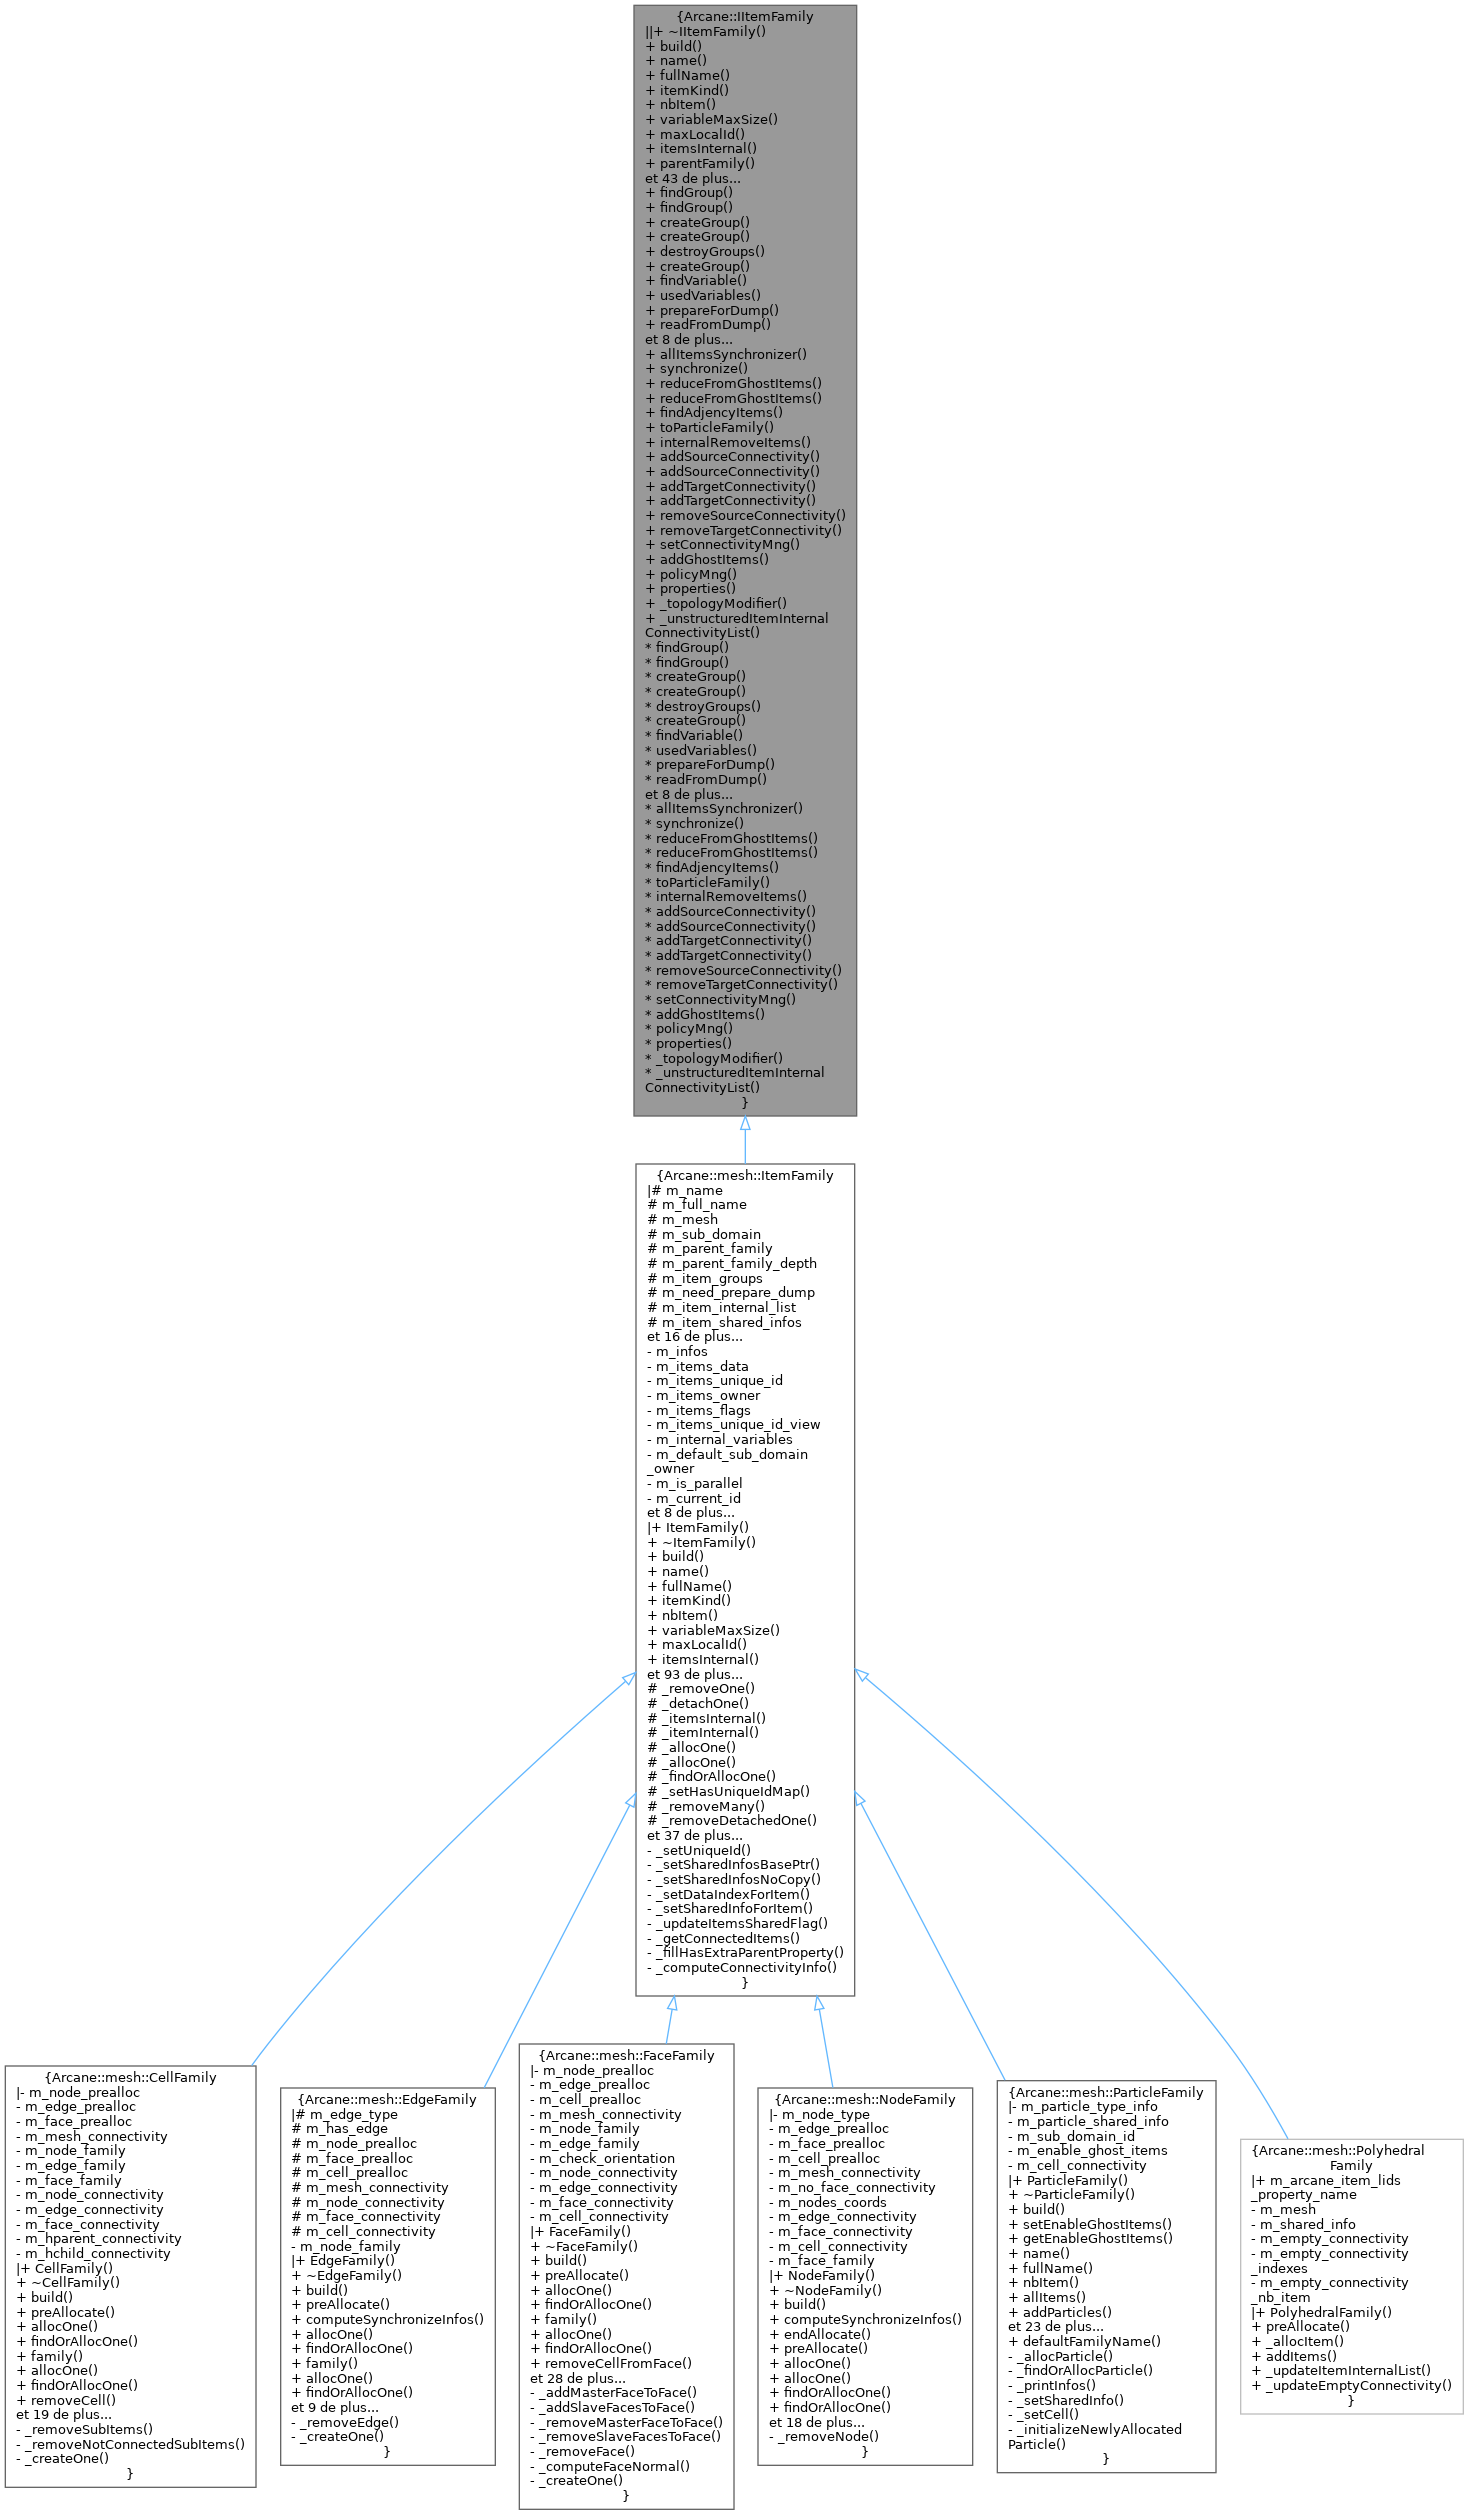 {Arcane::IItemFamily
||+ ~IItemFamily()
+ build()
+ name()
+ fullName()
+ itemKind()
+ nbItem()
+ variableMaxSize()
+ maxLocalId()
+ itemsInternal()
+ parentFamily()
et 43 de plus...
+ findGroup()
+ findGroup()
+ createGroup()
+ createGroup()
+ destroyGroups()
+ createGroup()
+ findVariable()
+ usedVariables()
+ prepareForDump()
+ readFromDump()
et 8 de plus...
+ allItemsSynchronizer()
+ synchronize()
+ reduceFromGhostItems()
+ reduceFromGhostItems()
+ findAdjencyItems()
+ toParticleFamily()
+ internalRemoveItems()
+ addSourceConnectivity()
+ addSourceConnectivity()
+ addTargetConnectivity()
+ addTargetConnectivity()
+ removeSourceConnectivity()
+ removeTargetConnectivity()
+ setConnectivityMng()
+ addGhostItems()
+ policyMng()
+ properties()
+ _topologyModifier()
+ _unstructuredItemInternal
ConnectivityList()
* findGroup()
* findGroup()
* createGroup()
* createGroup()
* destroyGroups()
* createGroup()
* findVariable()
* usedVariables()
* prepareForDump()
* readFromDump()
et 8 de plus...
* allItemsSynchronizer()
* synchronize()
* reduceFromGhostItems()
* reduceFromGhostItems()
* findAdjencyItems()
* toParticleFamily()
* internalRemoveItems()
* addSourceConnectivity()
* addSourceConnectivity()
* addTargetConnectivity()
* addTargetConnectivity()
* removeSourceConnectivity()
* removeTargetConnectivity()
* setConnectivityMng()
* addGhostItems()
* policyMng()
* properties()
* _topologyModifier()
* _unstructuredItemInternal
ConnectivityList()
}
{Arcane::mesh::ItemFamily
|# m_name
# m_full_name
# m_mesh
# m_sub_domain
# m_parent_family
# m_parent_family_depth
# m_item_groups
# m_need_prepare_dump
# m_item_internal_list
# m_item_shared_infos
et 16 de plus...
- m_infos
- m_items_data
- m_items_unique_id
- m_items_owner
- m_items_flags
- m_items_unique_id_view
- m_internal_variables
- m_default_sub_domain
_owner
- m_is_parallel
- m_current_id
et 8 de plus...
|+ ItemFamily()
+ ~ItemFamily()
+ build()
+ name()
+ fullName()
+ itemKind()
+ nbItem()
+ variableMaxSize()
+ maxLocalId()
+ itemsInternal()
et 93 de plus...
# _removeOne()
# _detachOne()
# _itemsInternal()
# _itemInternal()
# _allocOne()
# _allocOne()
# _findOrAllocOne()
# _setHasUniqueIdMap()
# _removeMany()
# _removeDetachedOne()
et 37 de plus...
- _setUniqueId()
- _setSharedInfosBasePtr()
- _setSharedInfosNoCopy()
- _setDataIndexForItem()
- _setSharedInfoForItem()
- _updateItemsSharedFlag()
- _getConnectedItems()
- _fillHasExtraParentProperty()
- _computeConnectivityInfo()
}
{Arcane::mesh::CellFamily
|- m_node_prealloc
- m_edge_prealloc
- m_face_prealloc
- m_mesh_connectivity
- m_node_family
- m_edge_family
- m_face_family
- m_node_connectivity
- m_edge_connectivity
- m_face_connectivity
- m_hparent_connectivity
- m_hchild_connectivity
|+ CellFamily()
+ ~CellFamily()
+ build()
+ preAllocate()
+ allocOne()
+ findOrAllocOne()
+ family()
+ allocOne()
+ findOrAllocOne()
+ removeCell()
et 19 de plus...
- _removeSubItems()
- _removeNotConnectedSubItems()
- _createOne()
}
{Arcane::mesh::EdgeFamily
|# m_edge_type
# m_has_edge
# m_node_prealloc
# m_face_prealloc
# m_cell_prealloc
# m_mesh_connectivity
# m_node_connectivity
# m_face_connectivity
# m_cell_connectivity
- m_node_family
|+ EdgeFamily()
+ ~EdgeFamily()
+ build()
+ preAllocate()
+ computeSynchronizeInfos()
+ allocOne()
+ findOrAllocOne()
+ family()
+ allocOne()
+ findOrAllocOne()
et 9 de plus...
- _removeEdge()
- _createOne()
}
{Arcane::mesh::FaceFamily
|- m_node_prealloc
- m_edge_prealloc
- m_cell_prealloc
- m_mesh_connectivity
- m_node_family
- m_edge_family
- m_check_orientation
- m_node_connectivity
- m_edge_connectivity
- m_face_connectivity
- m_cell_connectivity
|+ FaceFamily()
+ ~FaceFamily()
+ build()
+ preAllocate()
+ allocOne()
+ findOrAllocOne()
+ family()
+ allocOne()
+ findOrAllocOne()
+ removeCellFromFace()
et 28 de plus...
- _addMasterFaceToFace()
- _addSlaveFacesToFace()
- _removeMasterFaceToFace()
- _removeSlaveFacesToFace()
- _removeFace()
- _computeFaceNormal()
- _createOne()
}
{Arcane::mesh::NodeFamily
|- m_node_type
- m_edge_prealloc
- m_face_prealloc
- m_cell_prealloc
- m_mesh_connectivity
- m_no_face_connectivity
- m_nodes_coords
- m_edge_connectivity
- m_face_connectivity
- m_cell_connectivity
- m_face_family
|+ NodeFamily()
+ ~NodeFamily()
+ build()
+ computeSynchronizeInfos()
+ endAllocate()
+ preAllocate()
+ allocOne()
+ allocOne()
+ findOrAllocOne()
+ findOrAllocOne()
et 18 de plus...
- _removeNode()
}
{Arcane::mesh::ParticleFamily
|- m_particle_type_info
- m_particle_shared_info
- m_sub_domain_id
- m_enable_ghost_items
- m_cell_connectivity
|+ ParticleFamily()
+ ~ParticleFamily()
+ build()
+ setEnableGhostItems()
+ getEnableGhostItems()
+ name()
+ fullName()
+ nbItem()
+ allItems()
+ addParticles()
et 23 de plus...
+ defaultFamilyName()
- _allocParticle()
- _findOrAllocParticle()
- _printInfos()
- _setSharedInfo()
- _setCell()
- _initializeNewlyAllocated
Particle()
}
{Arcane::mesh::Polyhedral
Family
|+ m_arcane_item_lids
_property_name
- m_mesh
- m_shared_info
- m_empty_connectivity
- m_empty_connectivity
_indexes
- m_empty_connectivity
_nb_item
|+ PolyhedralFamily()
+ preAllocate()
+ _allocItem()
+ addItems()
+ _updateItemInternalList()
+ _updateEmptyConnectivity()
}